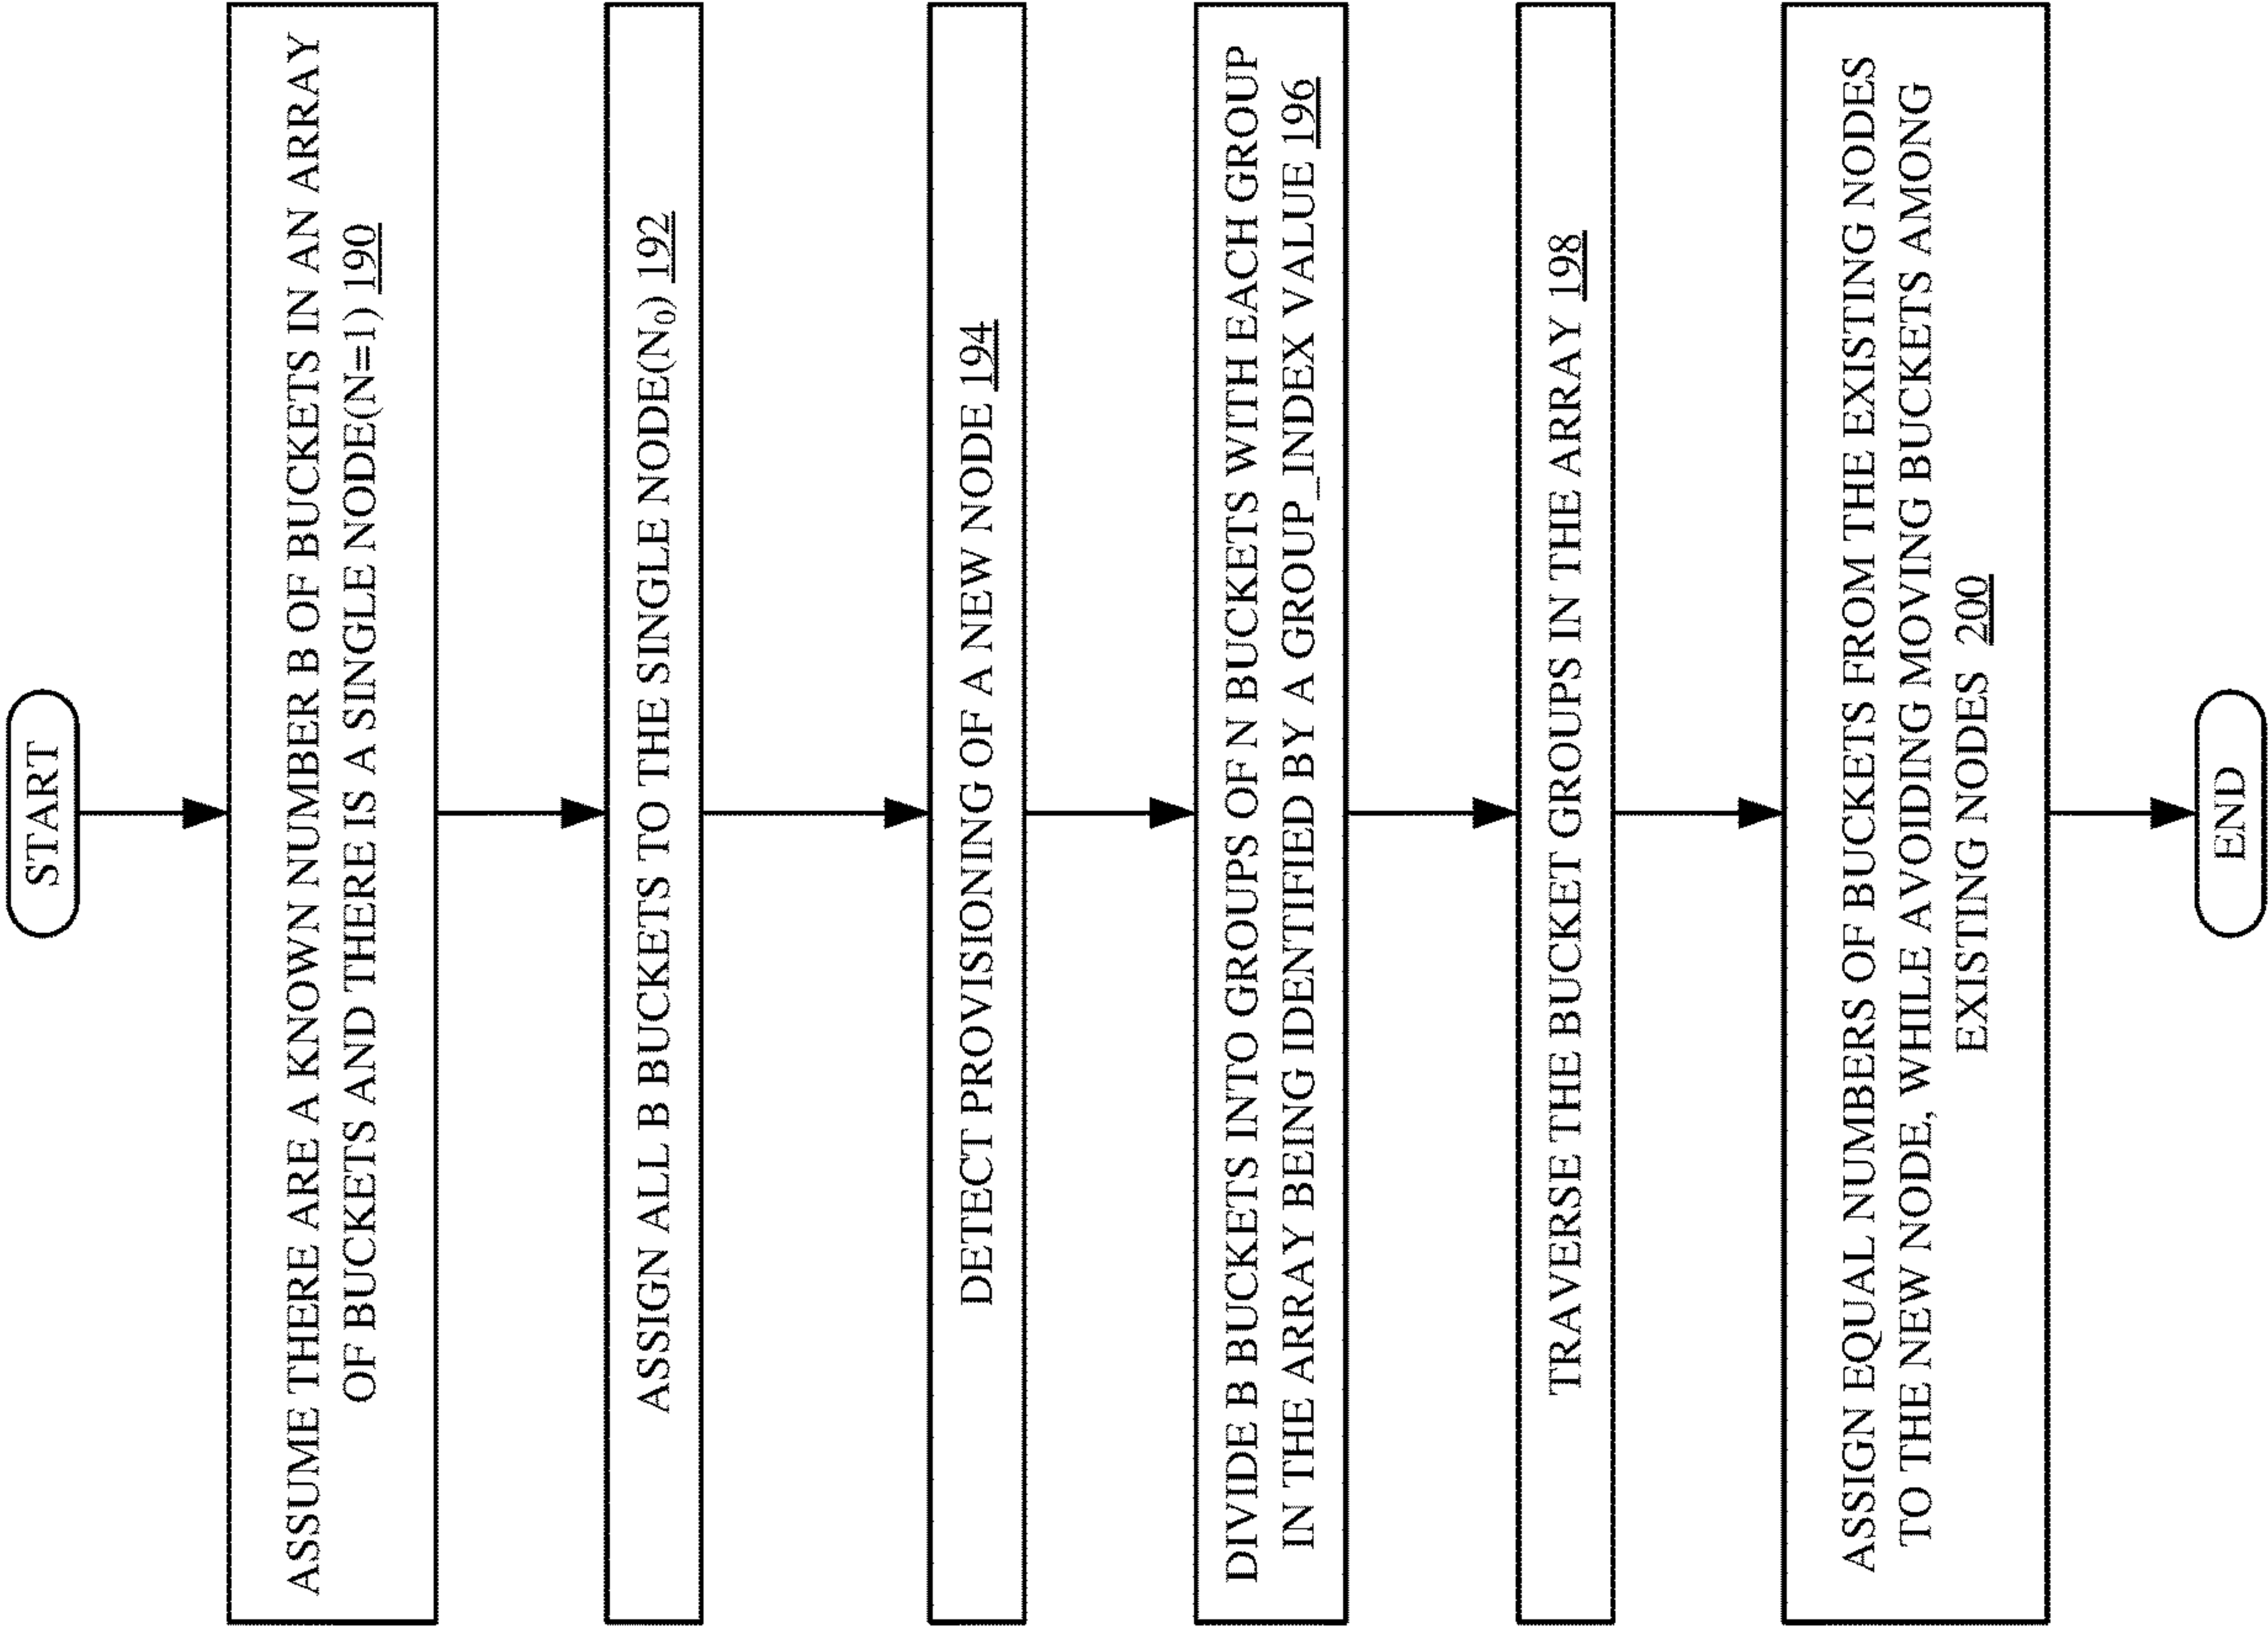 START
ASSUME THERE ARE A KNOWN NUMBER B OF BUCKETS IN AN ARRAY
OF BUCKETS AND THERE IS A SINGLE NODE(N=1) 190
ASSIGN ALL B BUCKETS TO THE SINGLE NODE(N₀) 192
DETECT PROVISIONING OF A NEW NODE 194
DIVIDE B BUCKETS INTO GROUPS OF N BUCKETS WITH EACH GROUP
IN THE ARRAY BEING IDENTIFIED BY A GROUP_INDEX VALUE 196
TRAVERSE THE BUCKET GROUPS IN THE ARRAY 198
ASSIGN EQUAL NUMBERS OF BUCKETS FROM THE EXISTING NODES
TO THE NEW NODE, WHILE AVOIDING MOVING BUCKETS AMONG
EXISTING NODES 200
END